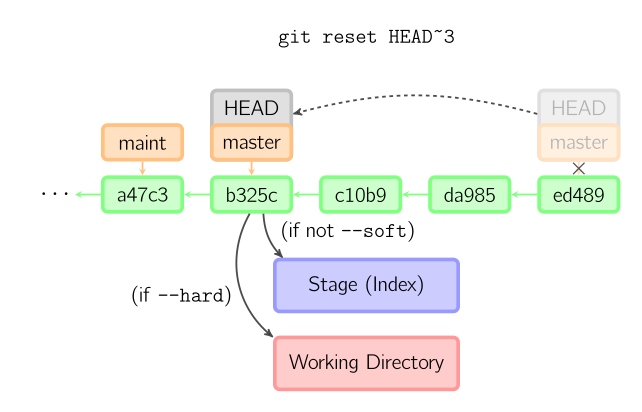 git reset HEAD~3
HEAD HEAD
maint master master
... a47c3 b325c c10b9 da985 ed489
(if not --soft)
Stage (Index)
(if --hard)
Working Directory